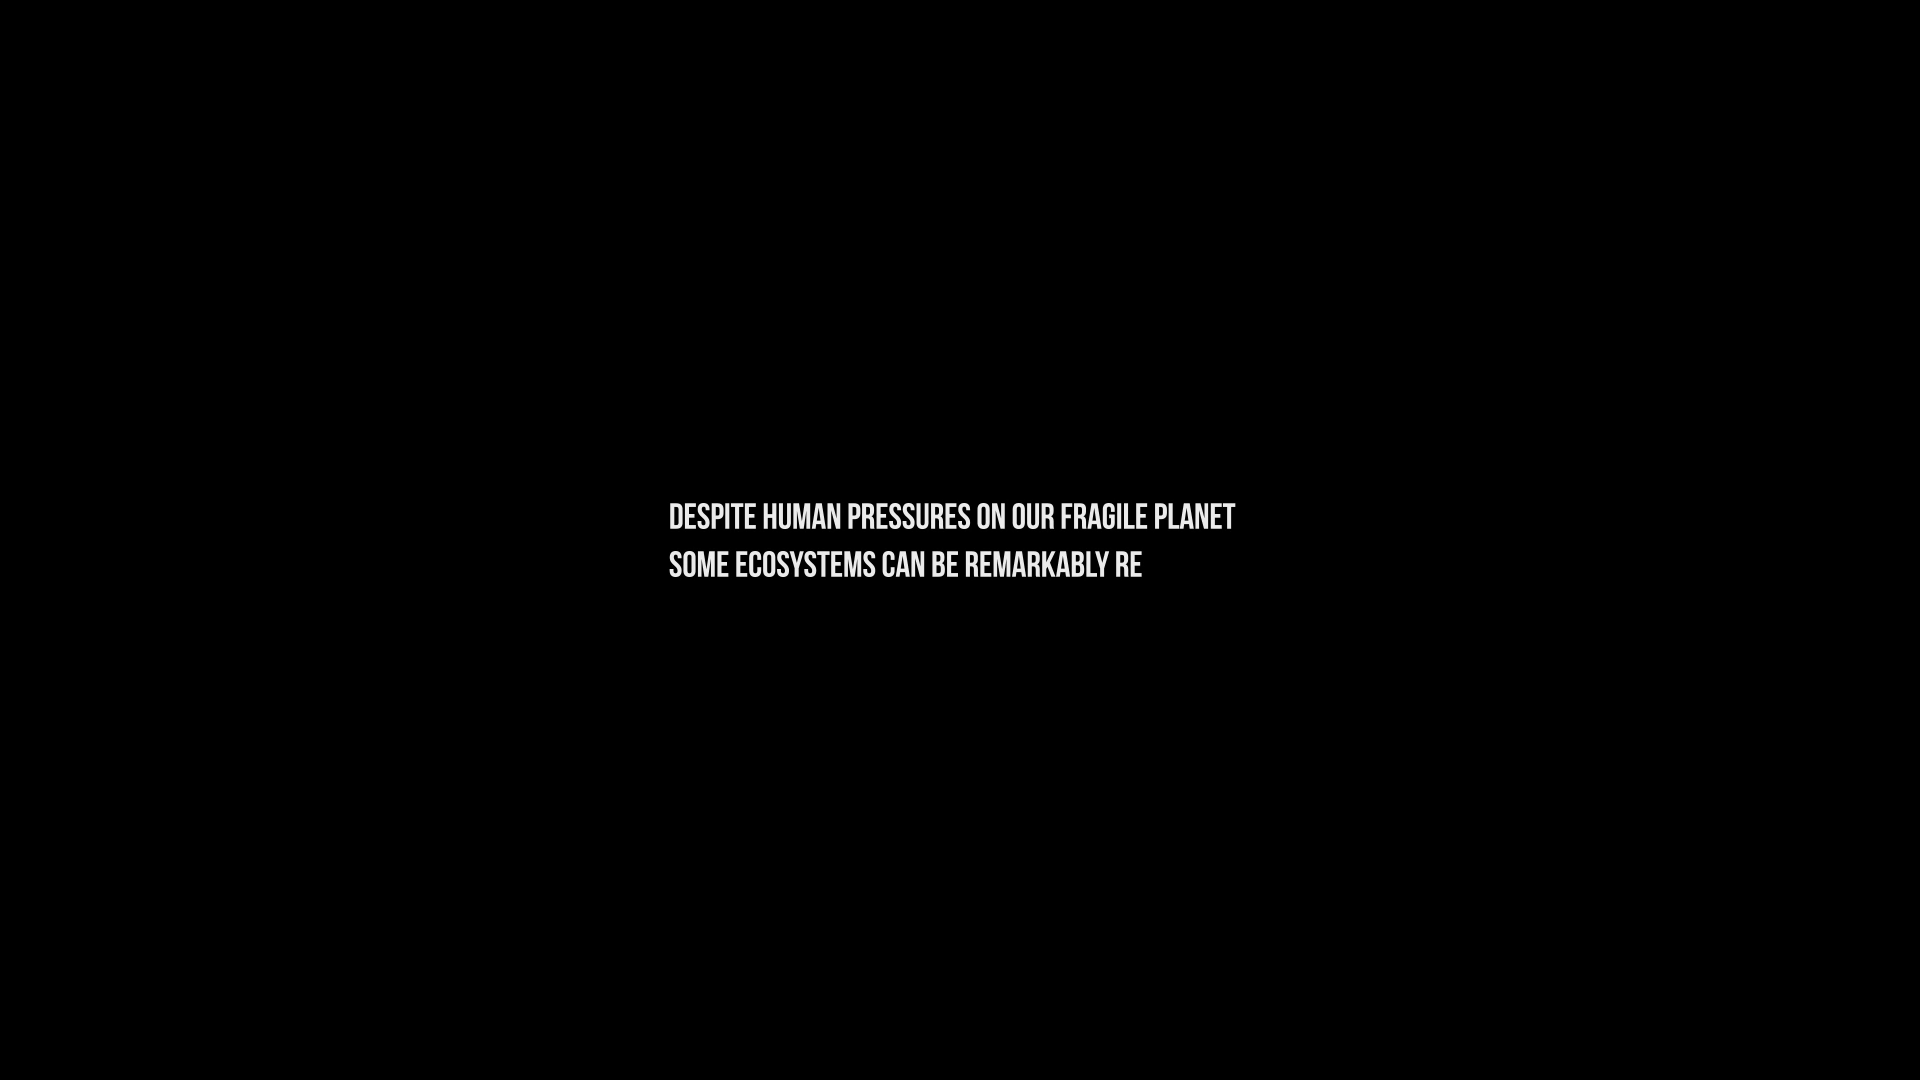 DESPITE HUMAN PRESSURES ON OUR FRAGILE PLANET
SOME ECOSYSTEMS CAN BE REMARKABLY RE